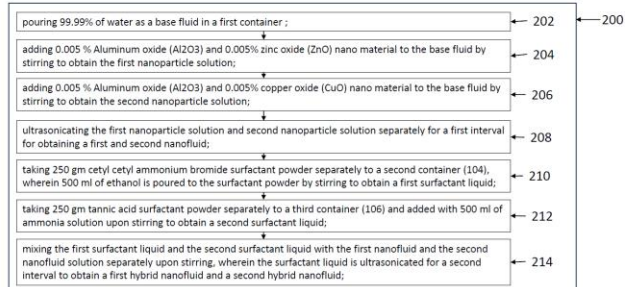 pouring 99.99% of water as a base fluid in a first container ;
202
200
adding 0.005 % Aluminum oxide (Al2O3) and 0.005% zinc oxide (ZnO) nano material to the base fluid by
stirring to obtain the first nanoparticle solution;
204
adding 0.005 % Aluminum oxide (Al2O3) and 0.005% copper oxide (CuO) nano material to the base fluid by
stirring to obtain the second nanoparticle solution;
206
ultrasonicating the first nanoparticle solution and second nanoparticle solution separately for a first interval
for obtaining a first and second nanofluid;
208
taking 250 gm cetyl cetyl ammonium bromide surfactant powder separately to a second container (104),
wherein 500 ml of ethanol is poured to the surfactant powder by stirring to obtain a first surfactant liquid;
210
taking 250 gm tannic acid surfactant powder separately to a third container (106) and added with 500 ml of
ammonia solution upon stirring to obtain a second surfactant liquid;
212
mixing the first surfactant liquid and the second surfactant liquid with the first nanofluid and the second
nanofluid solution separately upon stirring, wherein the surfactant liquid is ultrasonicated for a second
interval to obtain a first hybrid nanofluid and a second hybrid nanofluid;
214